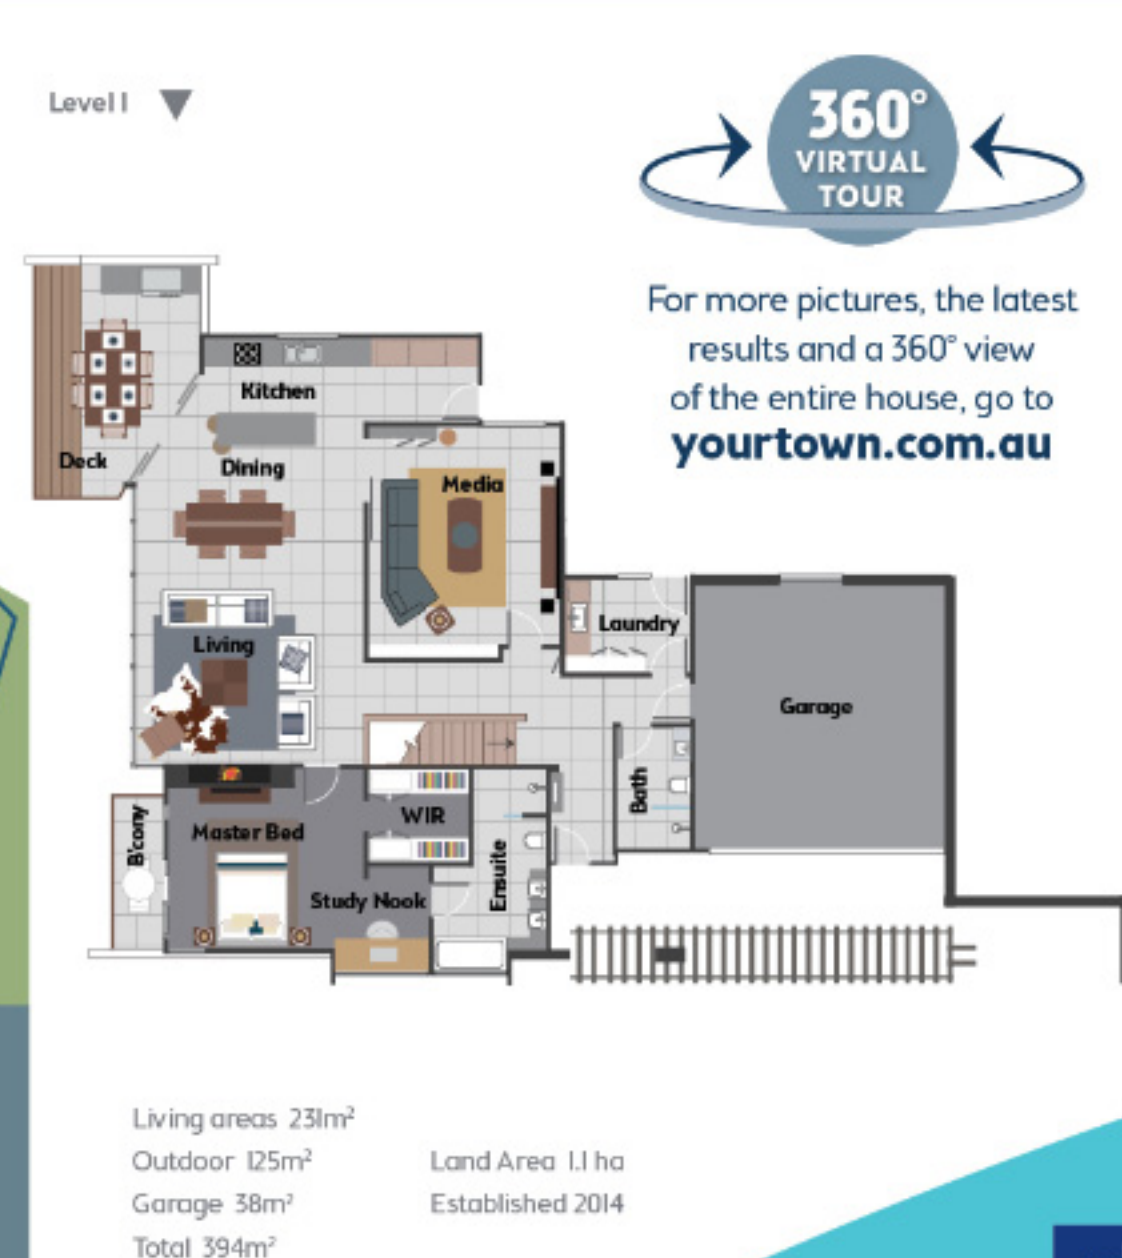 Level 1
360°
VIRTUAL
TOUR
For more pictures, the latest
results and a 360° view
of the entire house, go to
yourtown.com.au
Kitchen
Deck
Dining
Media
Living
Laundry
Garage
Bath
WIR
Master Bed
B'cony
Ensuite
Study Nook
Living areas 231m²
Outdoor 125m²
Garage 38m²
Total 394m²
Land Area 1.1 ha
Established 2014